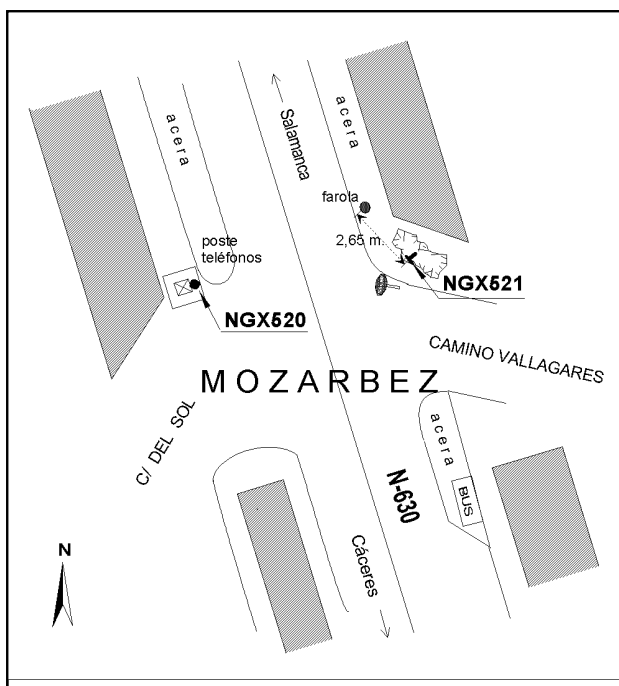 acera
Salamanca
acera
farola
2,65 m.
poste
teléfonos
NGX521
NGX520
CAMINO VALLAGARES
MOZARBEZ
C/ DEL SOL
acera
BUS
N-630
Cáceres
N